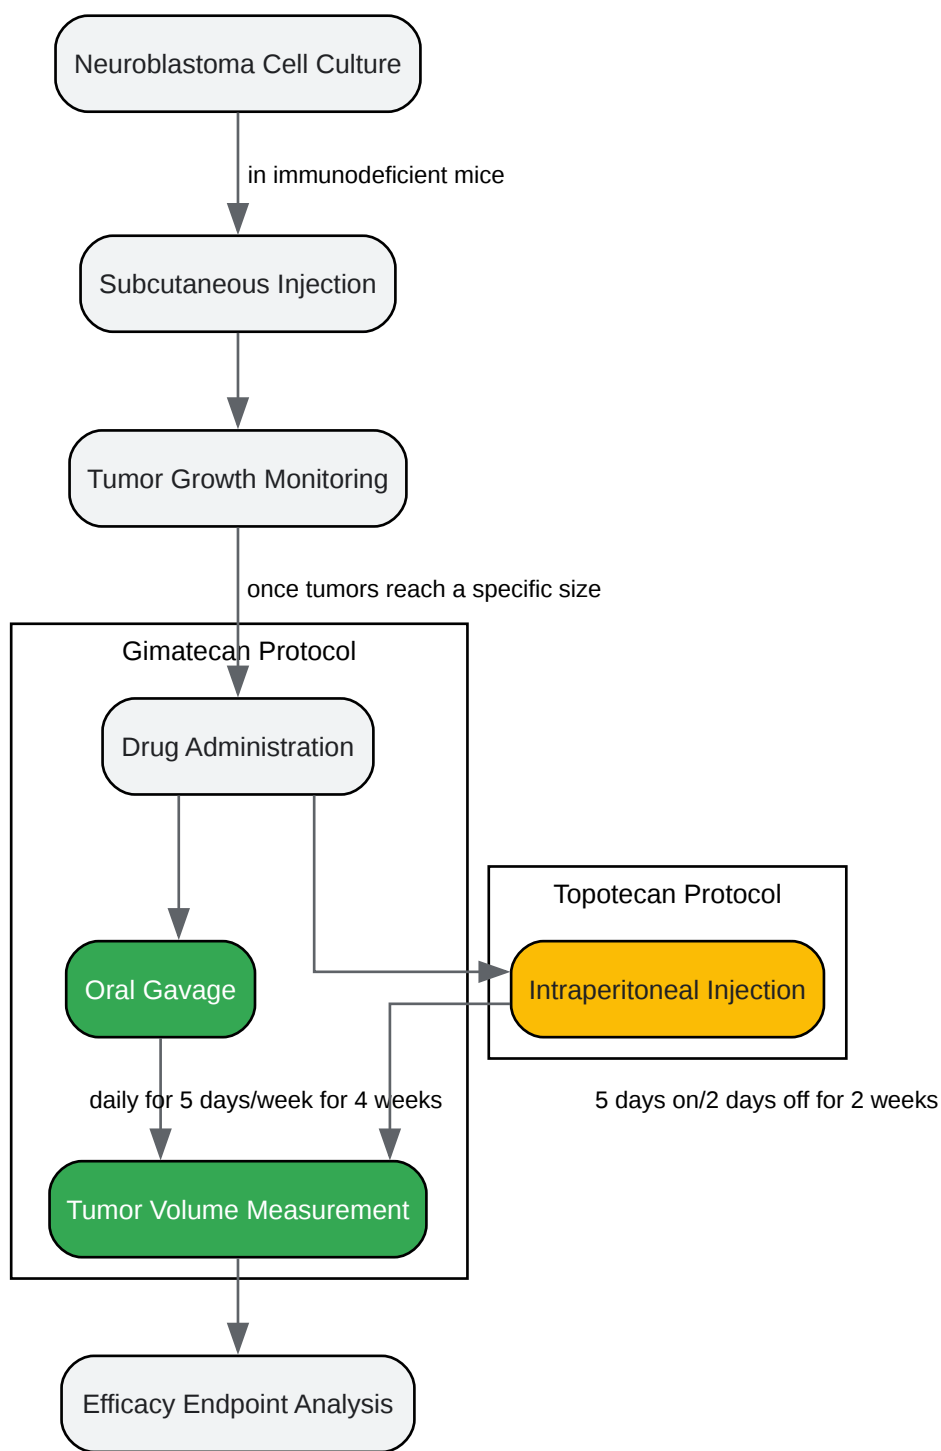 Neuroblastoma Cell Culture
in immunodeficient mice
Subcutaneous Injection
Tumor Growth Monitoring
once tumors reach a specific size
Gimatecan Protocol
Drug Administration
Topotecan Protocol
Oral Gavage
Intraperitoneal Injection
daily for 5 days/week for 4 weeks
5 days on/2 days off for 2 weeks
Tumor Volume Measurement
Efficacy Endpoint Analysis